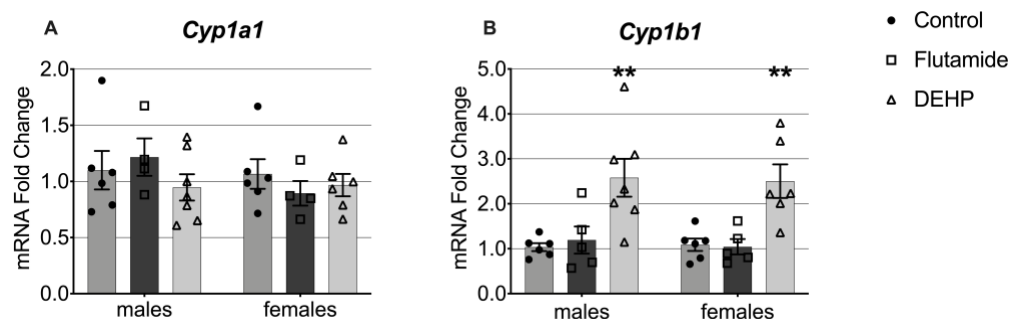 A
Cyp1a1
mRNA Fold Change
2.0
1.5
1.0
0.5
0.0
males
females
B
Cyp1b1
mRNA Fold Change
5.0
4.0
3.0
2.0
1.0
0.0
**
**
males
females
Control
Flutamide
DEHP